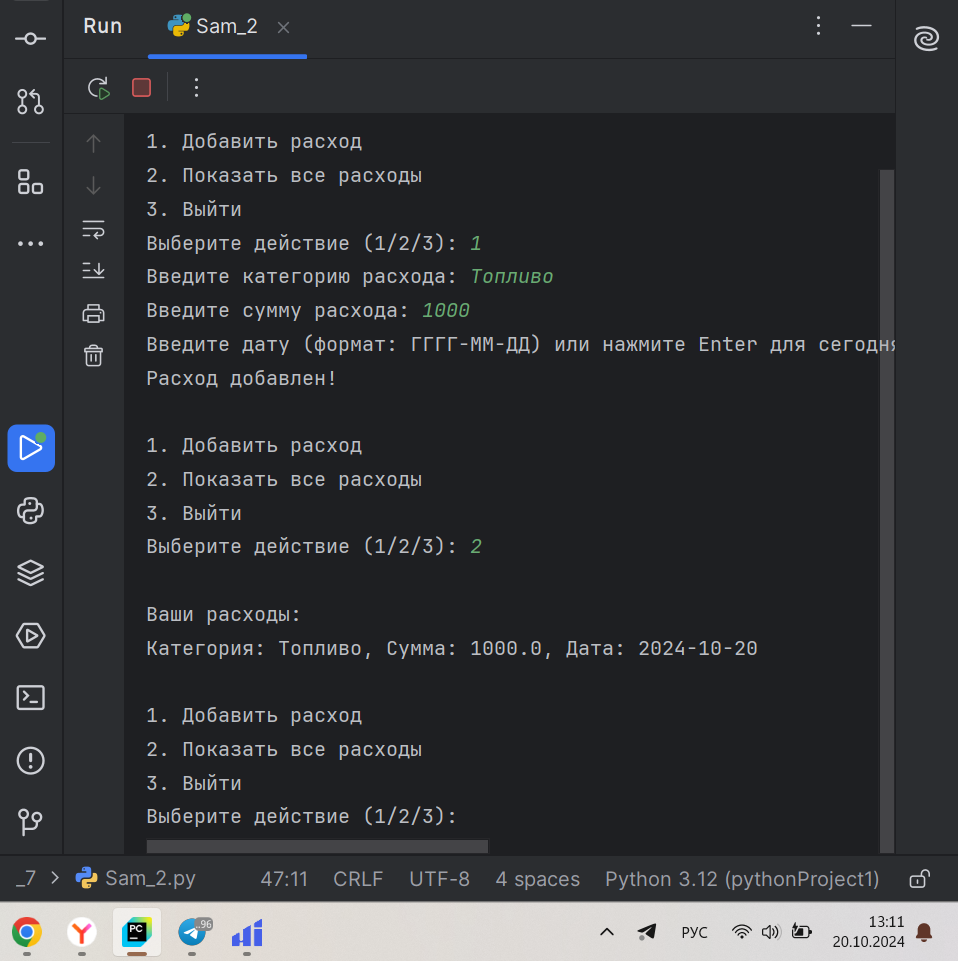 Run
Sam_2
1. Добавить расход
2. Показать все расходы
3. Выйти
Выберите действие (1/2/3): 1
Введите категорию расхода: Топливо
Введите сумму расхода: 1000
Введите дату (формат: ГГГГ-ММ-ДД) или нажмите Enter для сегодня
Расход добавлен!
1. Добавить расход
2. Показать все расходы
3. Выйти
Выберите действие (1/2/3): 2
Ваши расходы:
Категория: Топливо, Сумма: 1000.0, Дата: 2024-10-20
1. Добавить расход
2. Показать все расходы
3. Выйти
Выберите действие (1/2/3):
_7 > Sam_2.py 47:11 CRLF UTF-8 4 spaces Python 3.12 (pythonProject1)
PC
..96
РУС
13:11
20.10.2024